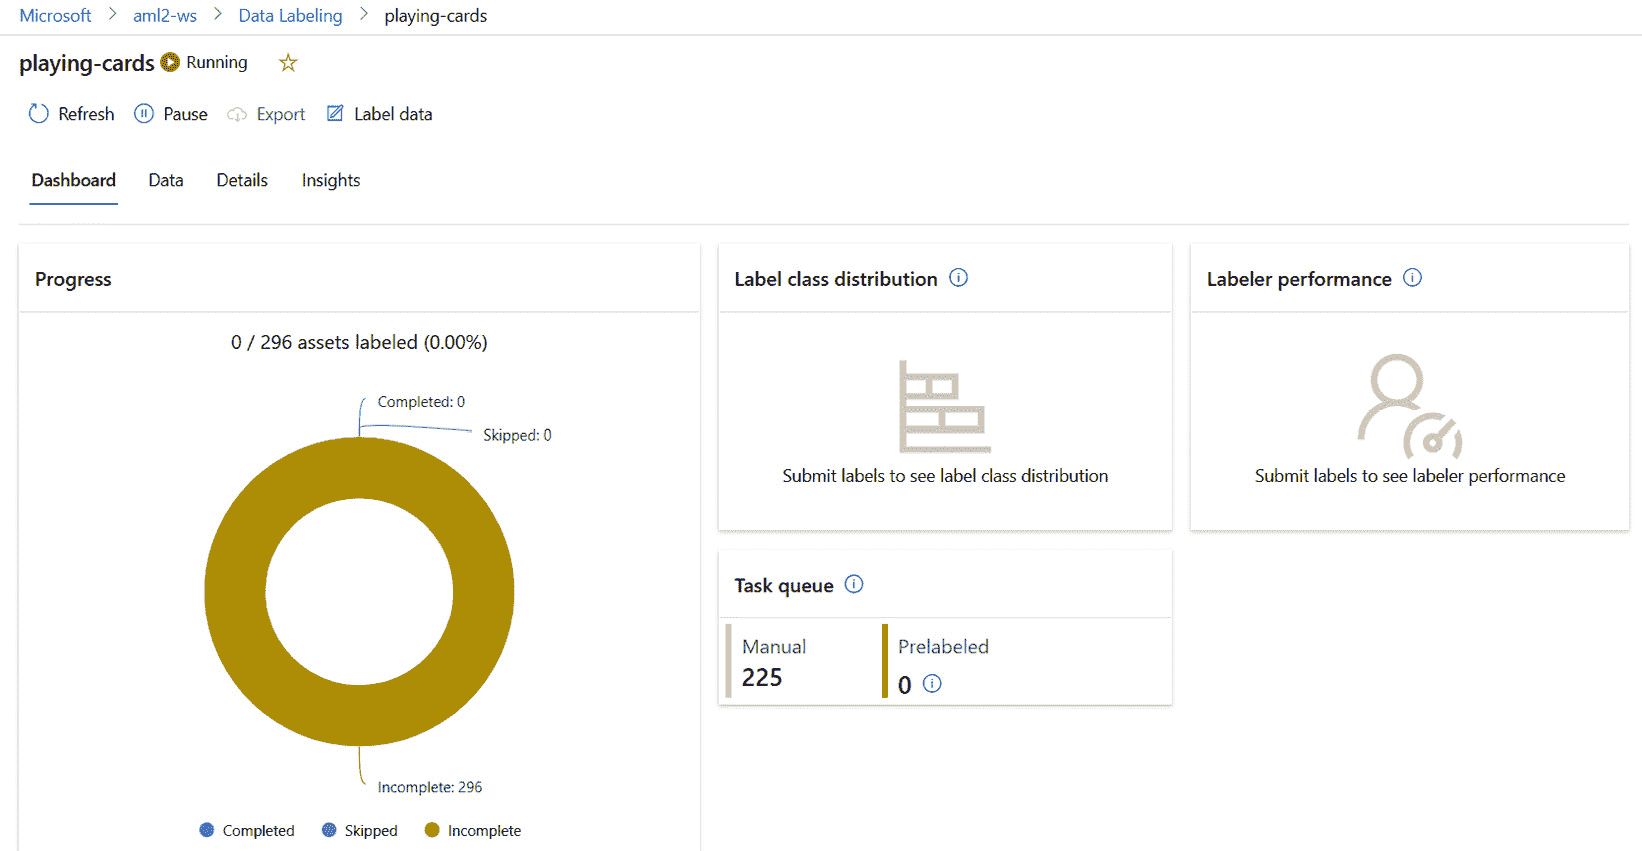 Microsoft > aml2-ws > Data Labeling > playing-cards
playing-cards Running
Refresh Pause Export Label data
Dashboard Data Details Insights
Progress
0 / 296 assets labeled (0.00%)
Completed: 0
Skipped: 0
Incomplete: 296
Completed Skipped Incomplete
Label class distribution
Submit labels to see label class distribution
Labeler performance
Submit labels to see labeler performance
Task queue
Manual
225
Prelabeled
0